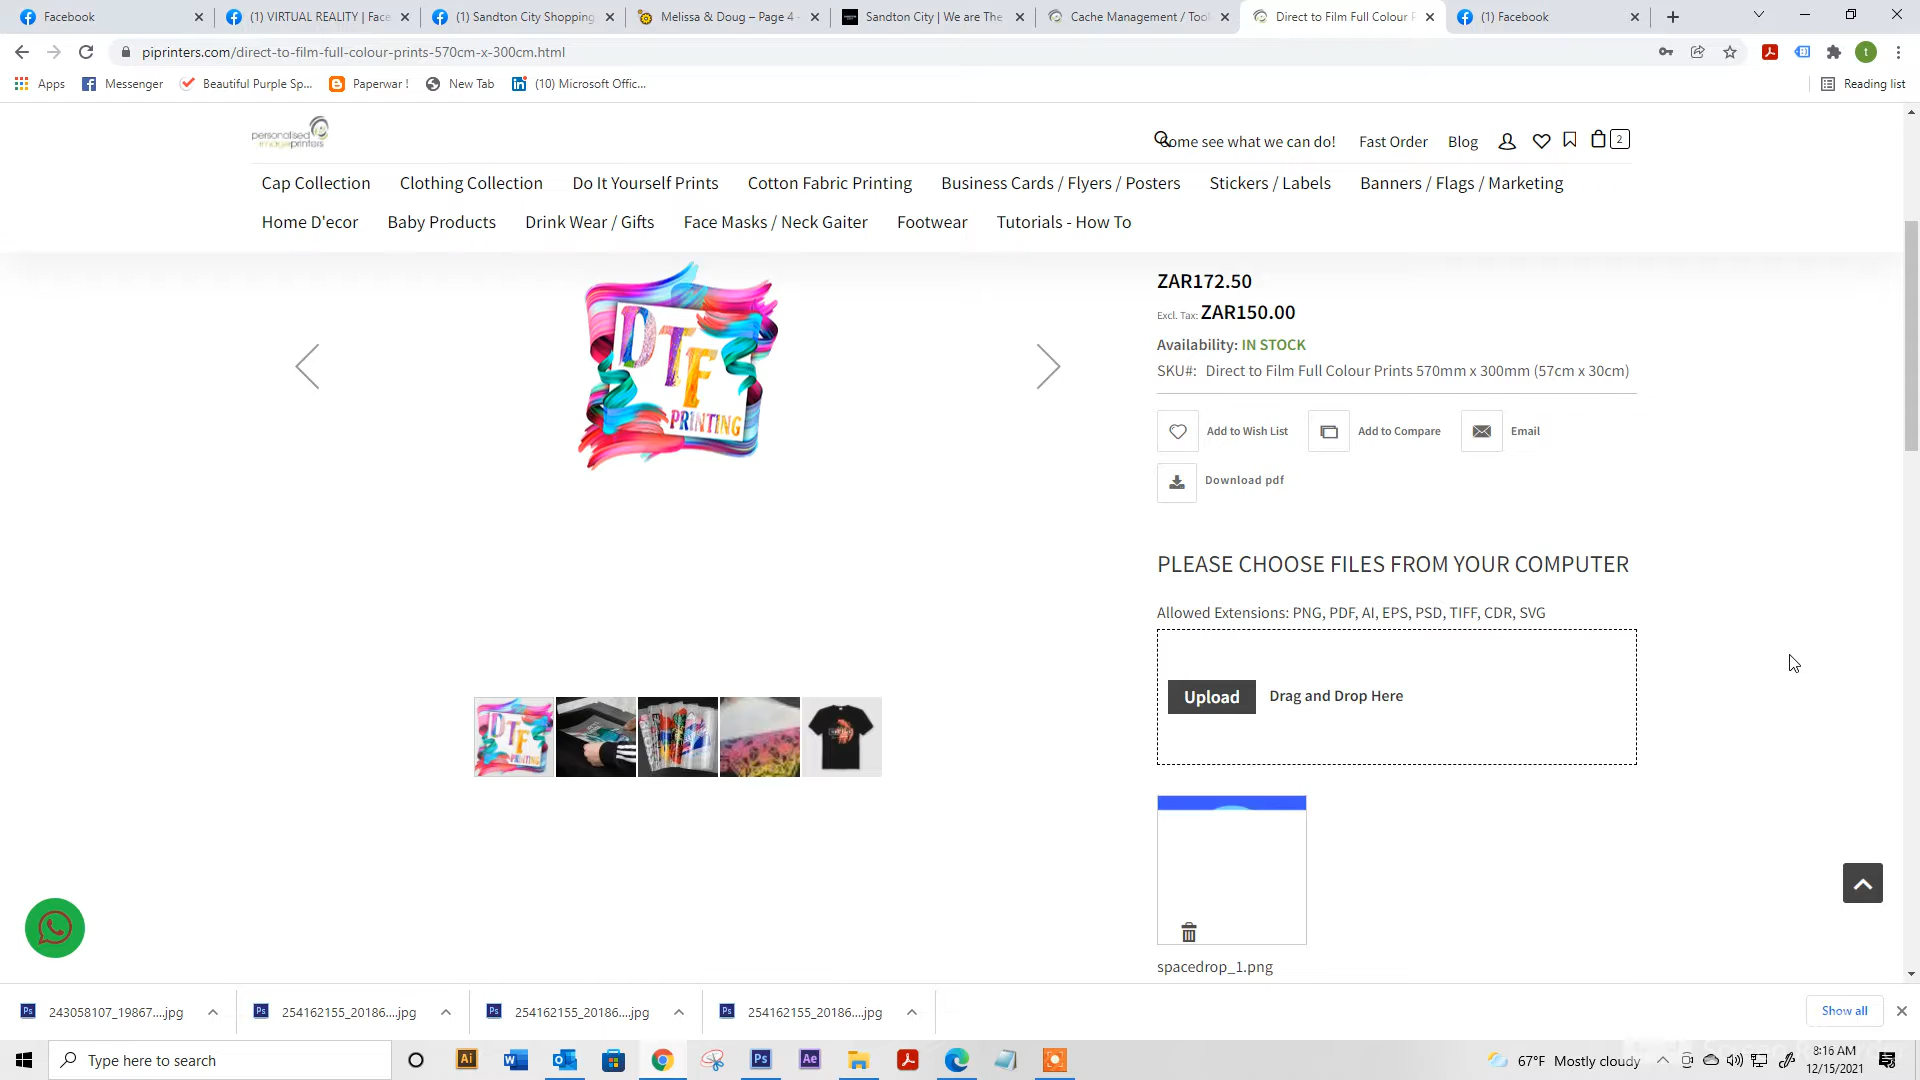 Facebook
(1) VIRTUAL REALITY | Face
(1) Sandton City Shopping
Melissa & Doug – Page 4
Sandton City | We are The
Cache Management / Tool
Direct to Film Full Colour P
(1) Facebook
piprinters.com/direct-to-film-full-colour-prints-570cm-x-300cm.html
t
Apps
Messenger
Beautiful Purple Sp...
Paperwar !
New Tab
(10) Microsoft Offic...
Reading list
personalised
imageprinters
Come see what we can do!
Fast Order
Blog
2
Cap Collection
Clothing Collection
Do It Yourself Prints
Cotton Fabric Printing
Business Cards / Flyers / Posters
Stickers / Labels
Banners / Flags / Marketing
Home D'ecor
Baby Products
Drink Wear / Gifts
Face Masks / Neck Gaiter
Footwear
Tutorials - How To
DTF
PRINTING
ZAR172.50
Excl. Tax: ZAR150.00
Availability: IN STOCK
SKU#: Direct to Film Full Colour Prints 570mm x 300mm (57cm x 30cm)
Add to Wish List
Add to Compare
Email
Download pdf
PLEASE CHOOSE FILES FROM YOUR COMPUTER
Allowed Extensions: PNG, PDF, AI, EPS, PSD, TIFF, CDR, SVG
Upload
Drag and Drop Here
DTF
PRINTING
spacedrop_1.png
243058107_19867....jpg
254162155_20186....jpg
254162155_20186....jpg
254162155_20186....jpg
Show all
Type here to search
67°F Mostly cloudy
8:16 AM
12/15/2021